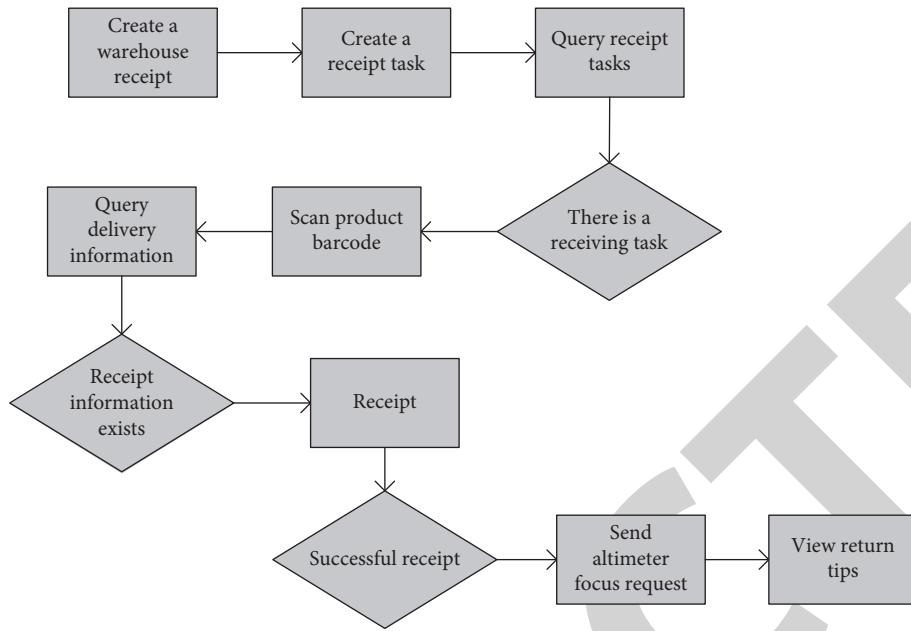 Create a
warehouse
receipt
Create a
receipt task
Query receipt
tasks
There is a
receiving task
Scan product
barcode
Query
delivery
information
Receipt
information
exists
Receipt
Successful receipt
Send
altimeter
focus request
View return
tips